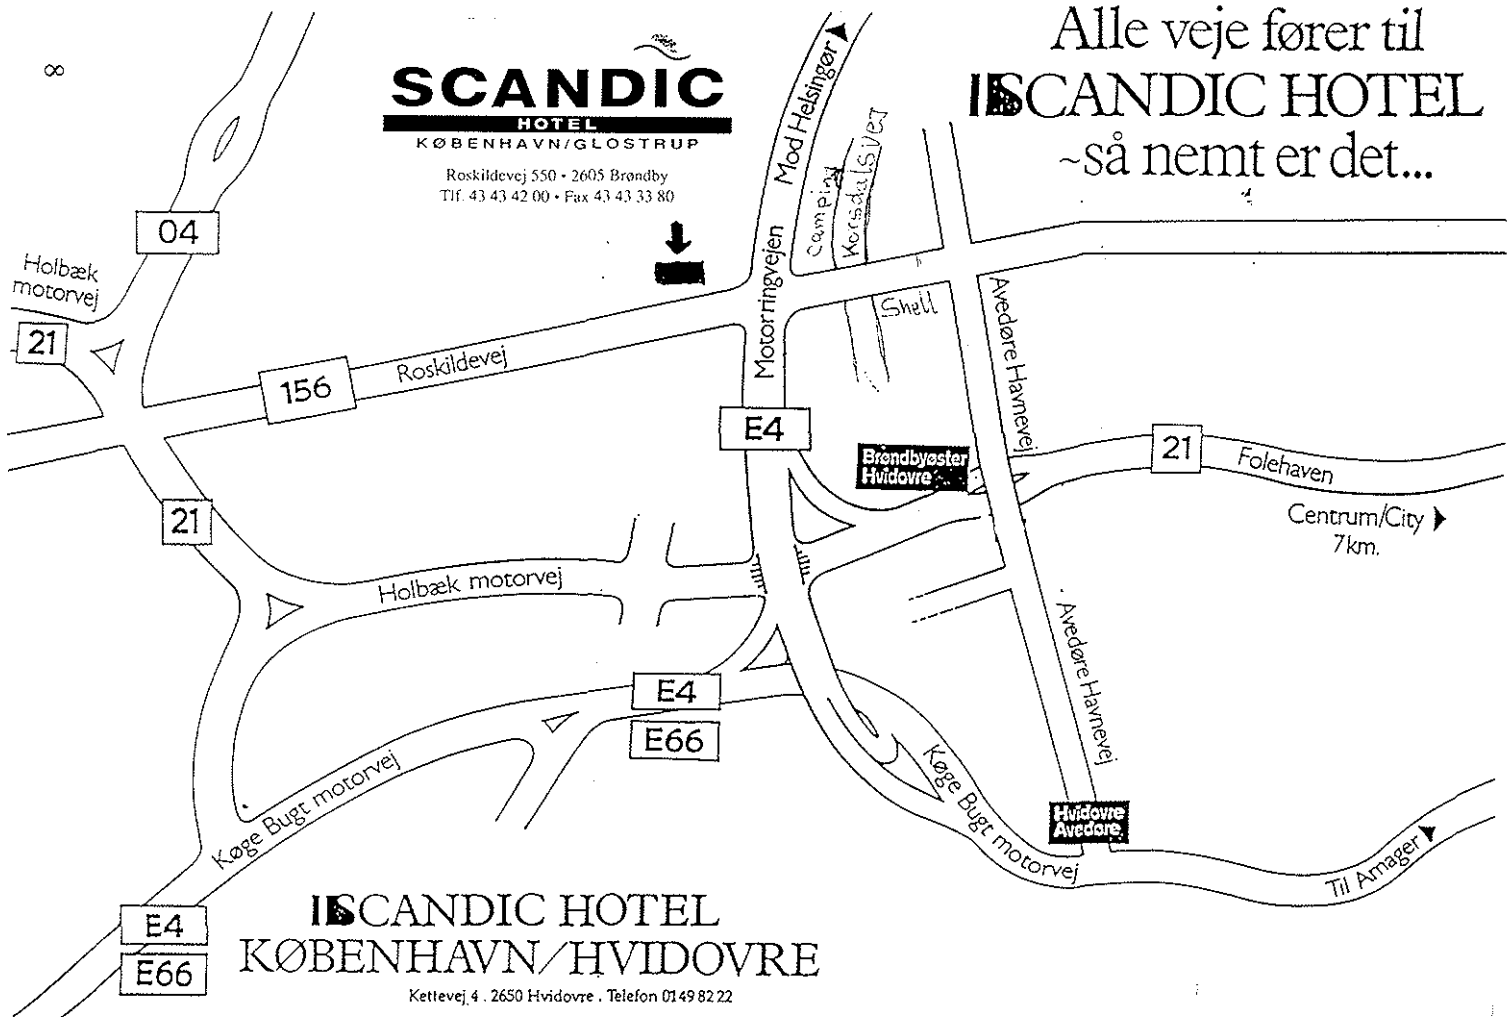 ∞
SCANDIC
HOTEL
KØBENHAVN/GLOSTRUP
Roskildevej 550 • 2605 Brøndby
Tlf. 43 43 42 00 • Fax 43 43 33 80
Alle veje fører til
SCANDIC HOTEL
~så nemt er det...
Mod Helsingør
Camping
Korsdalsvej
04
Holbæk
motorvej
21
Motorringvejen
Shell
Avedøre Havnevej
156
Roskildevej
E4
Brøndbyøster
Hvidovre
21
Folehaven
Centrum/City
7 km.
21
Holbæk motorvej
Avedøre Havnevej
E4
E66
Køge Bugt motorvej
Køge Bugt motorvej
Hvidovre
Avedøre
Til Amager
E4
E66
SCANDIC HOTEL
KØBENHAVN/HVIDOVRE
Kettevej 4 . 2650 Hvidovre . Telefon 01 49 82 22